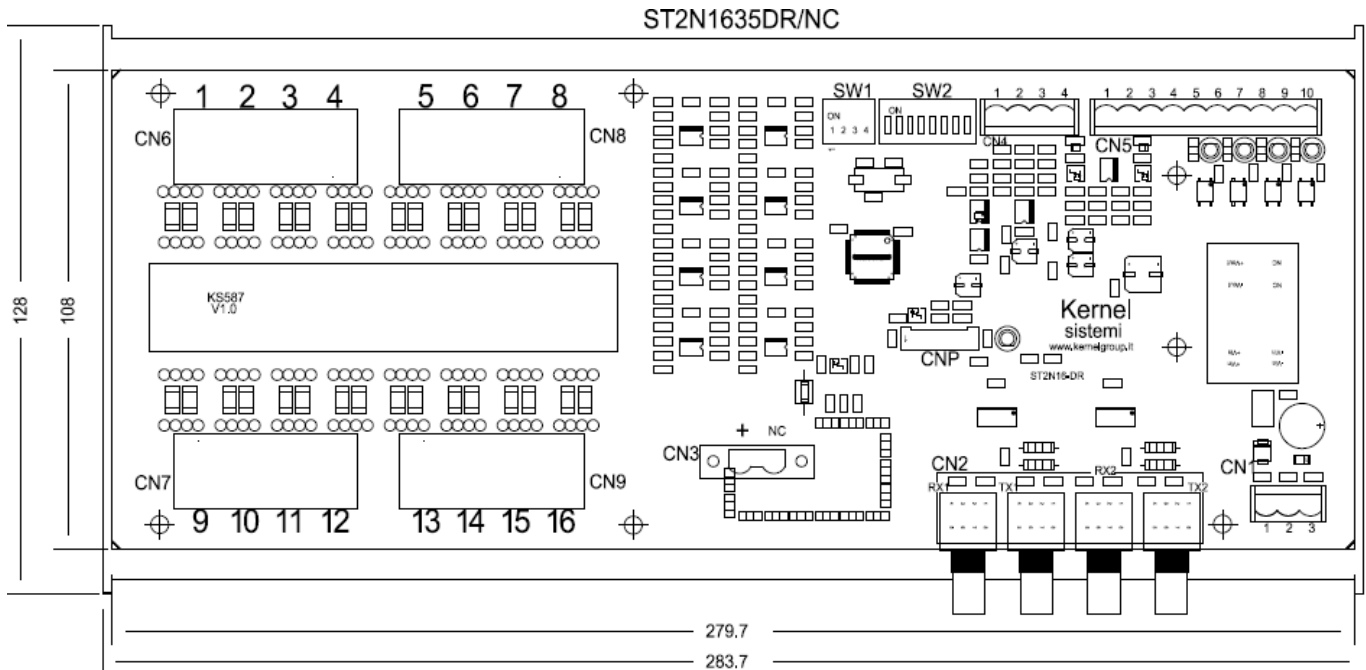 ST2N1635DR/NC
1 2 3 4 5 6 7 8
CN6 CN8
SW1 SW2
ON
1 2 3 4
ON
1 2 3 4
CN4
1 2 3 4 5 6 7 8 9 10
CN5
128
108
KS587
V1.0
Kernel
sistemi
www.kernelgroup.it
ST2N16-DR
CNP
CN3 + NC
CN7 CN9
9 10 11 12 13 14 15 16
CN2
RX1 TX1 RX2 TX2
CN1
1 2 3
279.7
283.7